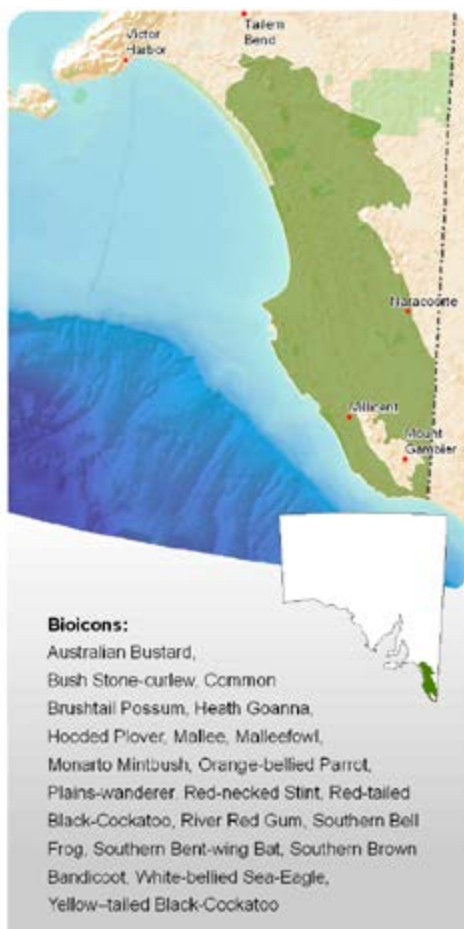 Tailem
Bend
Victor
Harbor
Naracoorte
Millicent
Mount
Gambier
Bioicons:
Australian Bustard,
Bush Stone-curlew, Common
Brushtail Possum, Heath Goanna,
Hooded Plover, Mallee, Malleefowl,
Monarto Mintbush, Orange-bellied Parrot,
Plains-wanderer, Red-necked Stint, Red-tailed
Black-Cockatoo, River Red Gum, Southern Bell
Frog, Southern Bent-wing Bat, Southern Brown
Bandicoot, White-bellied Sea-Eagle,
Yellow–tailed Black-Cockatoo